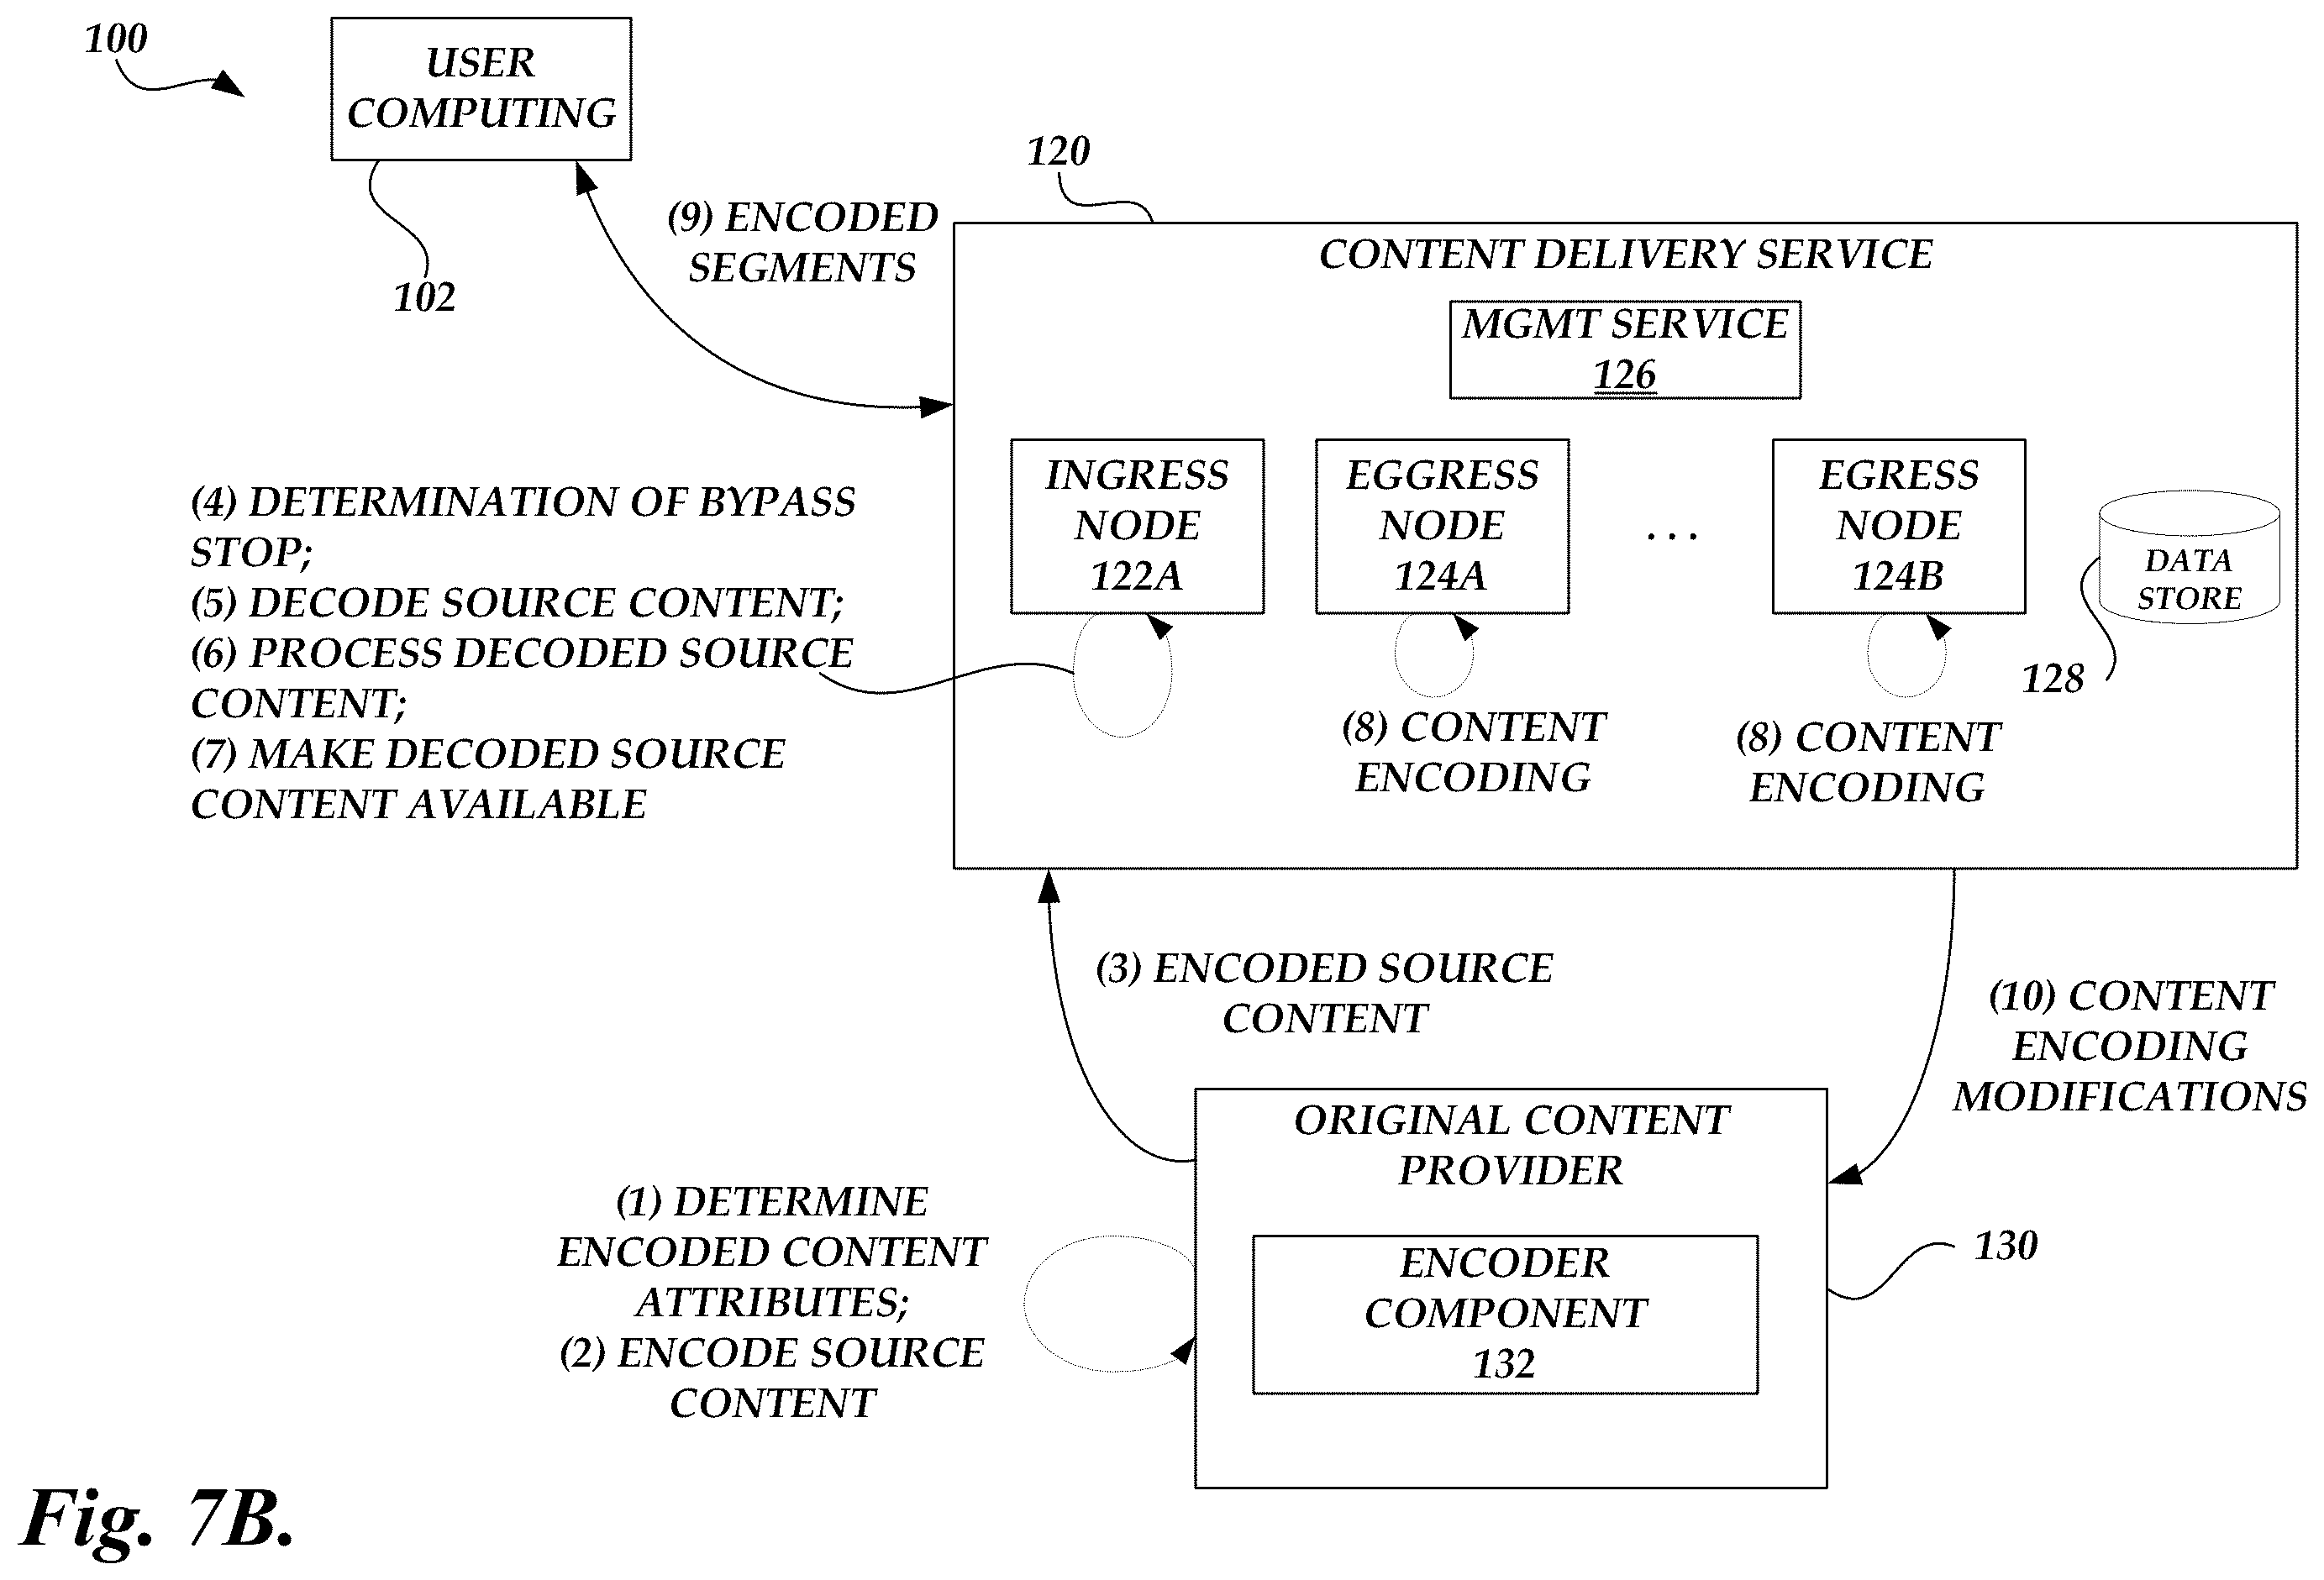 100
USER
COMPUTING
102
(9) ENCODED
SEGMENTS
120
CONTENT DELIVERY SERVICE
MGMT SERVICE
126
INGRESS
NODE
122A
EGGRESS
NODE
124A
. . .
EGRESS
NODE
124B
DATA
STORE
128
(4) DETERMINATION OF BYPASS
STOP;
(5) DECODE SOURCE CONTENT;
(6) PROCESS DECODED SOURCE
CONTENT;
(7) MAKE DECODED SOURCE
CONTENT AVAILABLE
(8) CONTENT
ENCODING
(8) CONTENT
ENCODING
(3) ENCODED SOURCE
CONTENT
(10) CONTENT
ENCODING
MODIFICATIONS
ORIGINAL CONTENT
PROVIDER
ENCODER
COMPONENT
132
130
(1) DETERMINE
ENCODED CONTENT
ATTRIBUTES;
(2) ENCODE SOURCE
CONTENT
Fig. 7B.